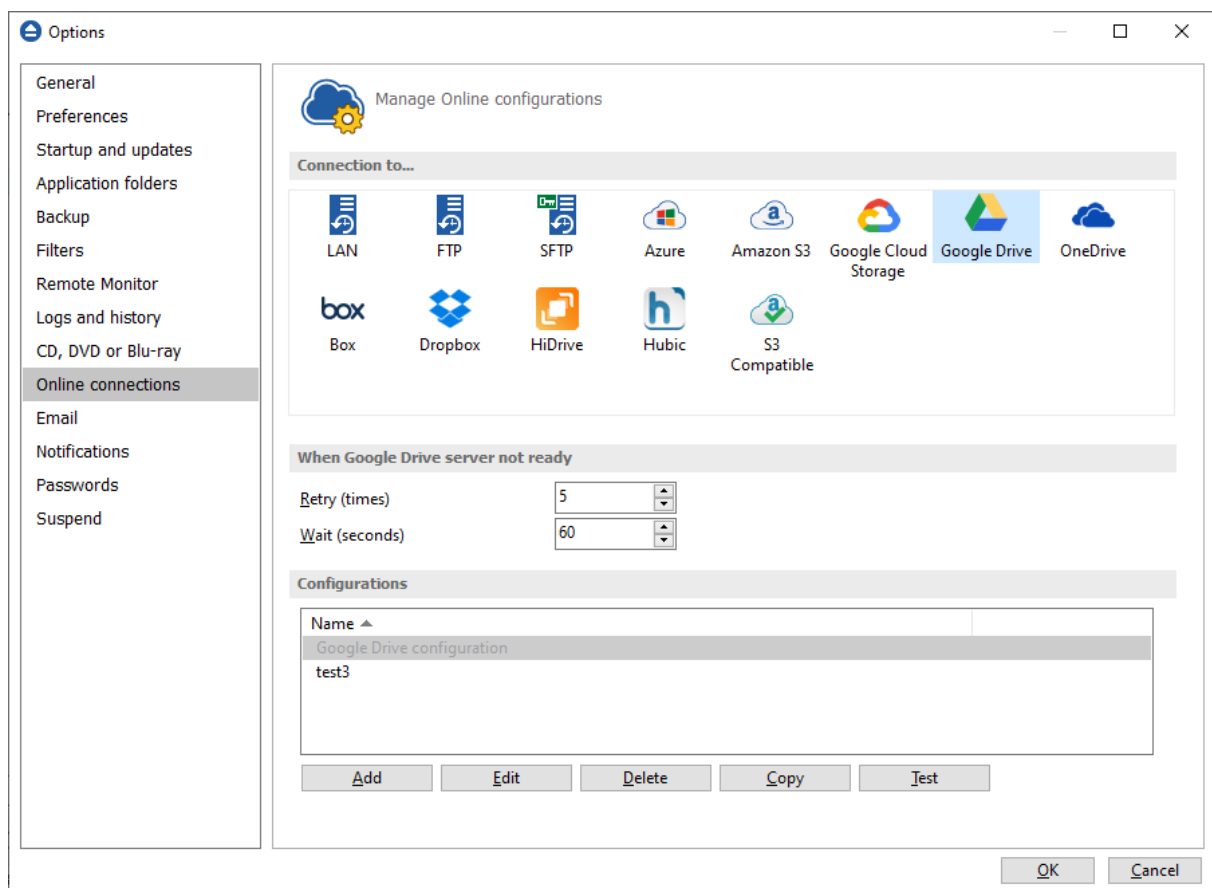 Options
General
Preferences
Startup and updates
Application folders
Backup
Filters
Remote Monitor
Logs and history
CD, DVD or Blu-ray
Online connections
Email
Notifications
Passwords
Suspend
Manage Online configurations
Connection to...
LAN
FTP
SFTP
Azure
a
Amazon S3
Google Cloud
Storage
Google Drive
OneDrive
box
Box
Dropbox
HiDrive
h
Hubic
a
S3
Compatible
When Google Drive server not ready
Retry (times) 5
Wait (seconds) 60
Configurations
Name
Google Drive configuration
test3
Add Edit Delete Copy Test
OK Cancel